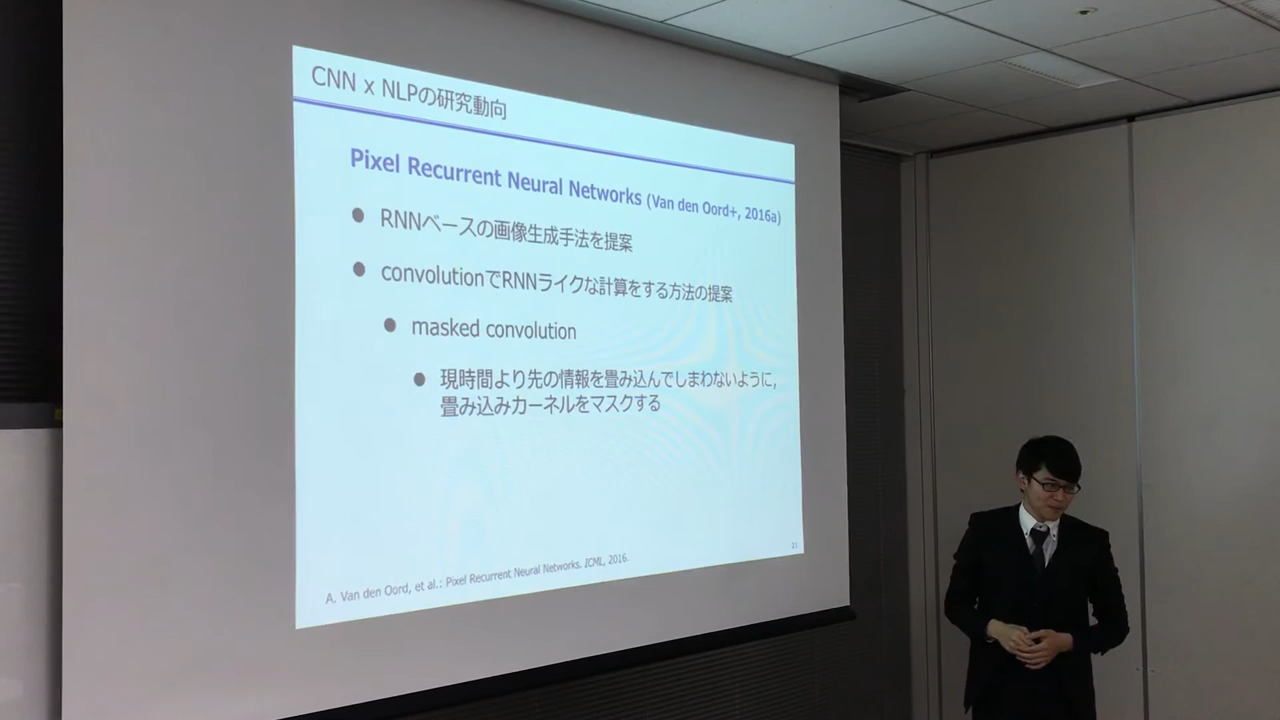 CNN x NLPの研究動向
Pixel Recurrent Neural Networks (Van den Oord+, 2016a)
● RNNベースの画像生成手法を提案
● convolutionでRNNライクな計算をする方法の提案
● masked convolution
● 現時間より先の情報を畳み込んでしまわないように,
畳み込みカーネルをマスクする
A. Van den Oord, et al.: Pixel Recurrent Neural Networks. ICML, 2016.